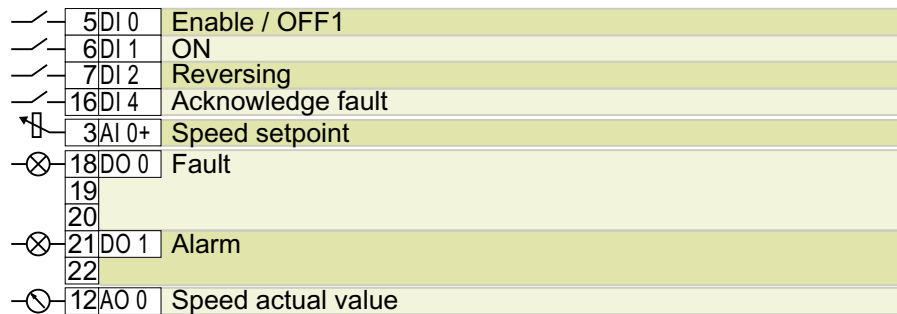 5 DI 0 Enable / OFF1
6 DI 1 ON
7 DI 2 Reversing
16 DI 4 Acknowledge fault
3 AI 0+ Speed setpoint
18 DO 0 Fault
19
20
21 DO 1 Alarm
22
12 AO 0 Speed actual value